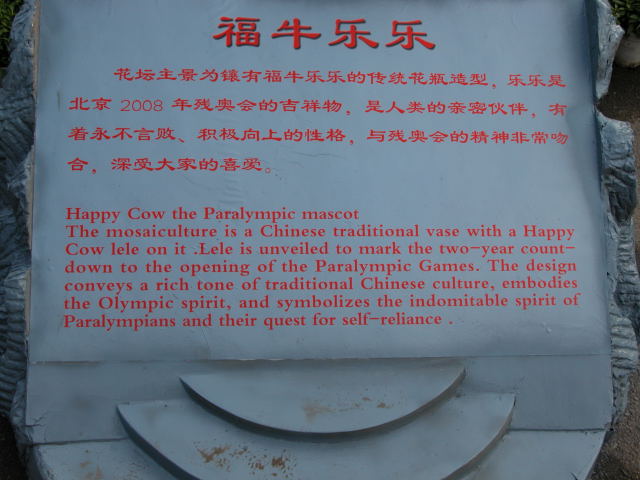 福牛乐乐
花坛主景为镶有福牛乐乐的传统花瓶造型，乐乐是
北京 2008 年残奥会的吉祥物，是人类的亲密伙伴，有
着永不言败、积极向上的性格，与残奥会的精神非常吻
合，深受大家的喜爱。
Happy Cow the Paralympic mascot
The mosaiculture is a Chinese traditional vase with a Happy
Cow lele on it .Lele is unveiled to mark the two-year count-
down to the opening of the Paralympic Games. The design
conveys a rich tone of traditional Chinese culture, embodies
the Olympic spirit, and symbolizes the indomitable spirit of
Paralympians and their quest for self-reliance .